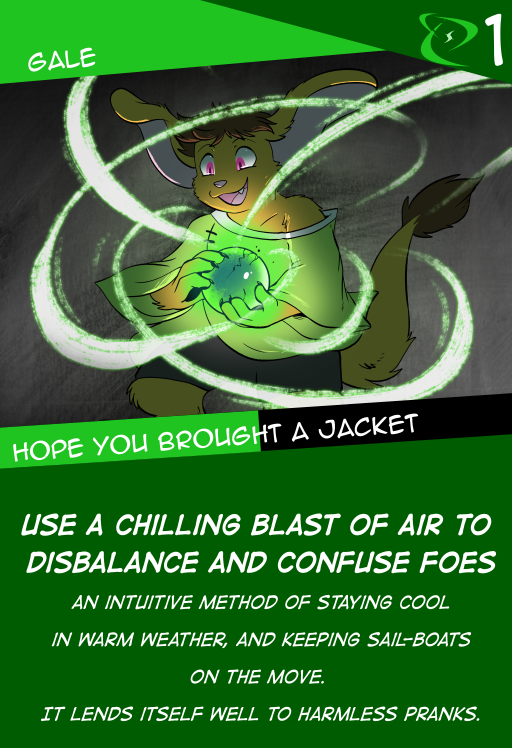 GALE
1
HOPE YOU BROUGHT A JACKET
USE A CHILLING BLAST OF AIR TO
DISBALANCE AND CONFUSE FOES
AN INTUITIVE METHOD OF STAYING COOL
IN WARM WEATHER, AND KEEPING SAIL-BOATS
ON THE MOVE.
IT LENDS ITSELF WELL TO HARMLESS PRANKS.